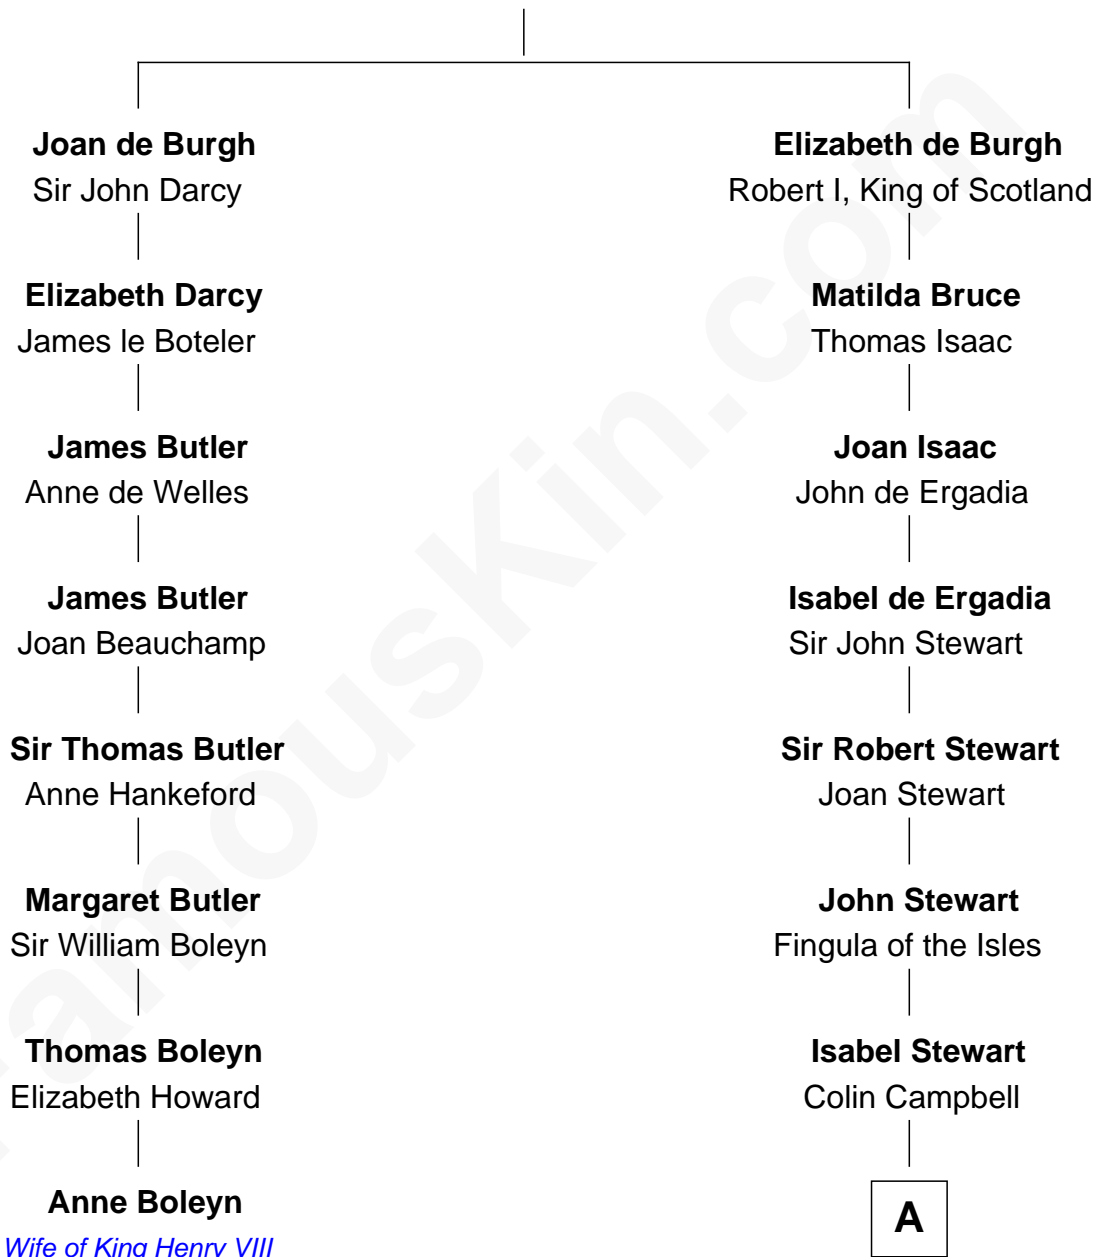 Joan de Burgh
Sir John Darcy
Elizabeth Darcy
James le Boteler
James Butler
Anne de Welles
James Butler
Joan Beauchamp
Sir Thomas Butler
Anne Hankeford
Margaret Butler
Sir William Boleyn
Thomas Boleyn
Elizabeth Howard
Anne Boleyn
Wife of King Henry VIII
Elizabeth de Burgh
Robert I, King of Scotland
Matilda Bruce
Thomas Isaac
Joan Isaac
John de Ergadia
Isabel de Ergadia
Sir John Stewart
Sir Robert Stewart
Joan Stewart
John Stewart
Fingula of the Isles
Isabel Stewart
Colin Campbell
A
FamousKin.com